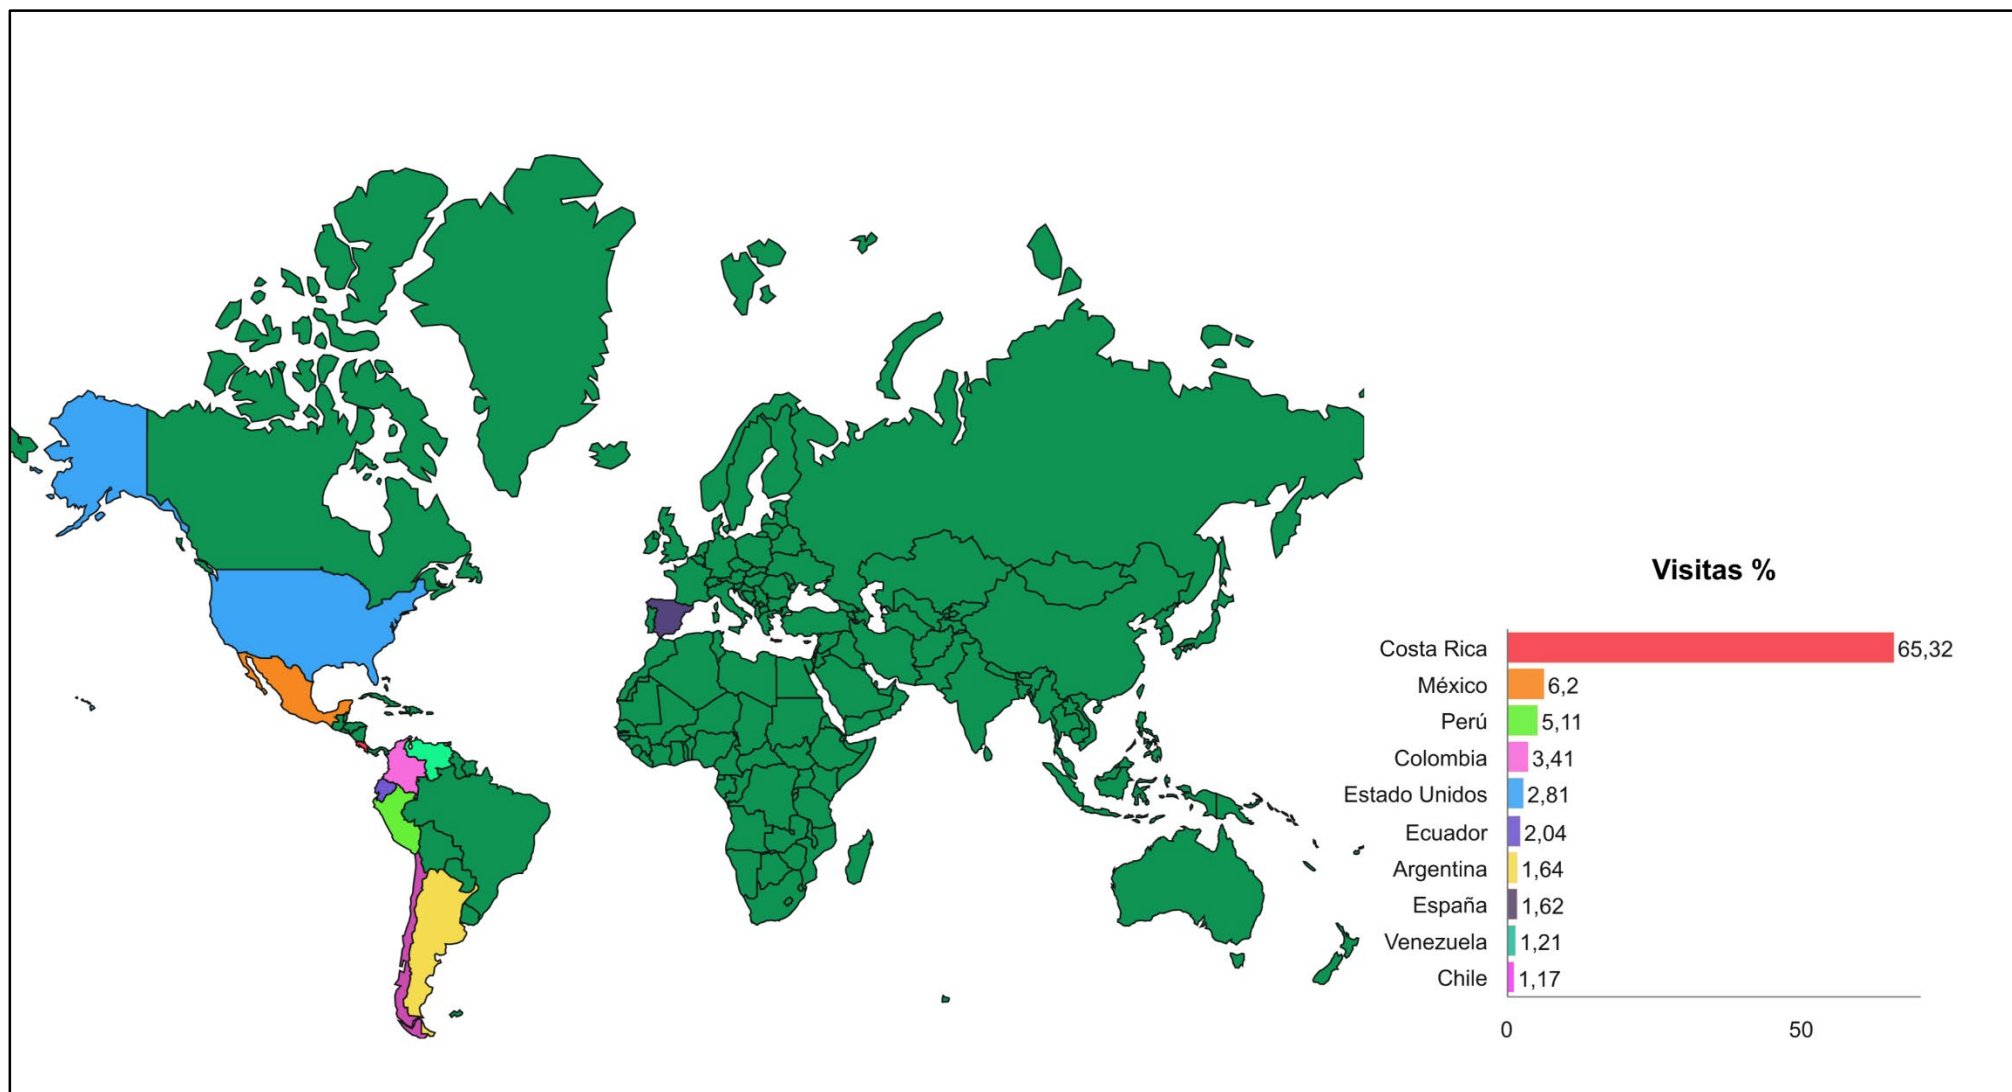 Visitas %
Costa Rica 65,32
México 6,2
Perú 5,11
Colombia 3,41
Estado Unidos 2,81
Ecuador 2,04
Argentina 1,64
España 1,62
Venezuela 1,21
Chile 1,17
0 50